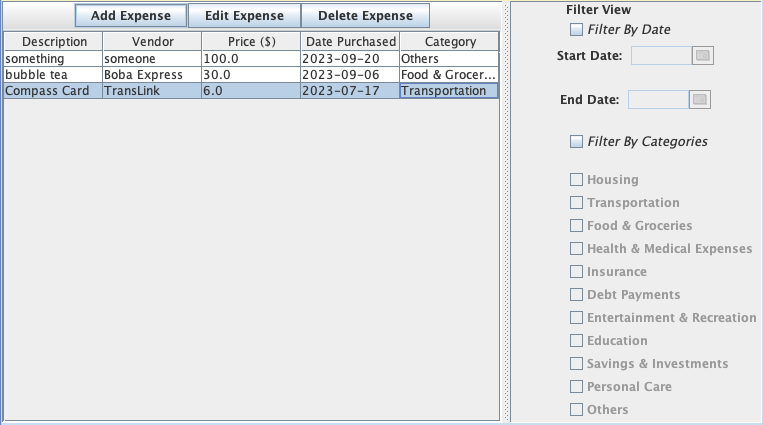 Add Expense Edit Expense Delete Expense
Description Vendor Price ($) Date Purchased Category
something someone 100.0 2023-09-20 Others
bubble tea Boba Express 30.0 2023-09-06 Food & Grocer...
Compass Card TransLink 6.0 2023-07-17 Transportation
Filter View
Filter By Date
Start Date:
End Date:
Filter By Categories
Housing
Transportation
Food & Groceries
Health & Medical Expenses
Insurance
Debt Payments
Entertainment & Recreation
Education
Savings & Investments
Personal Care
Others